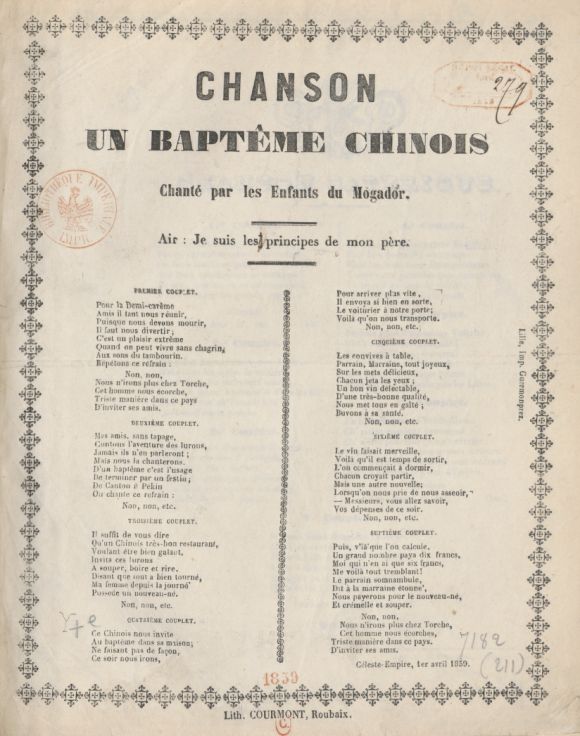 CHANSON
279
UN BAPTÊME CHINOIS
Chanté par les Enfants du Mogador.
Air : Je suis les principes de mon père.
PREMIER COUPLET.
Pour la Demi-carême
Amis il faut nous réunir,
Puisque nous devons mourir,
Il faut nous divertir;
C'est un plaisir extrême
Quand on peut vivre sans chagrin,
Aux sons du tambourin.
Répétons ce refrain :
Non, non,
Nous n'irons plus chez Torche,
Cet homme nous écorche,
Triste manière dans ce pays
D'inviter ses amis.
DEUXIÈME COUPLET.
Mes amis, sans tapage,
Contons l'aventure des lurons,
Jamais ils n'en parleront;
Mais nous la chanterons.
D'un baptême c'est l'usage
De terminer par un festin;
De Canton à Pékin
On chante ce refrain :
Non, non, etc.
TROISIÈME COUPLET.
Il suffit de vous dire
Qu'un Chinois très-bon restaurant,
Voulant être bien galant,
Invite ces lurons
A souper, boire et rire.
Disant que tout a bien tourné,
Ma femme depuis la journé'
Possède un nouveau-né.
Non, non, etc.
QUATRIÈME COUPLET.
Ce Chinois nous invite
Au baptême dans sa maison;
Ne faisant pas de façon,
Ce soir nous irons,
Pour arriver plus vite,
Il envoya si bien en sorte,
Le voiturier à notre porte;
Voilà qu'on nous transporte.
Non, non, etc.
CINQUIÈME COUPLET.
Les convives à table,
Parrain, Marraine, tout joyeux,
Sur les mets délicieux,
Chacun jeta les yeux;
Un bon vin délectable,
D'une très-bonne qualité,
Nous met tous en gaîté;
Buvons à sa santé.
Non, non, etc.
SIXIÈME COUPLET.
Le vin faisait merveille,
Voilà qu'il est temps de sortir,
L'on commençait à dormir,
Chacun croyait partir,
Mais une autre nouvelle;
Lorsqu'on nous prie de nous asseoir,
— Messieurs, vous allez savoir,
Vos dépenses de ce soir.
Non, non, etc.
SEPTIÈME COUPLET.
Puis, v'là'que l'on calcule,
Un grand nombre paya dix francs,
Moi qui n'en ai que six francs,
Me voilà tout tremblant!
Le parrain somnambule,
Dit à la marraine étonné',
Nous payerons pour le nouveau-né,
Et crémelle et souper.
Non, non,
Nous n'irons plus chez Torche,
Cet homme nous écorches,
Triste manière dans ce pays.
D'inviter ses amis.
Céleste-Empire, 1er avril 1859.
Lille, Imp. Guermonprez.
Ye
7182
(211)
1859
Lith. COURMONT, Roubaix.